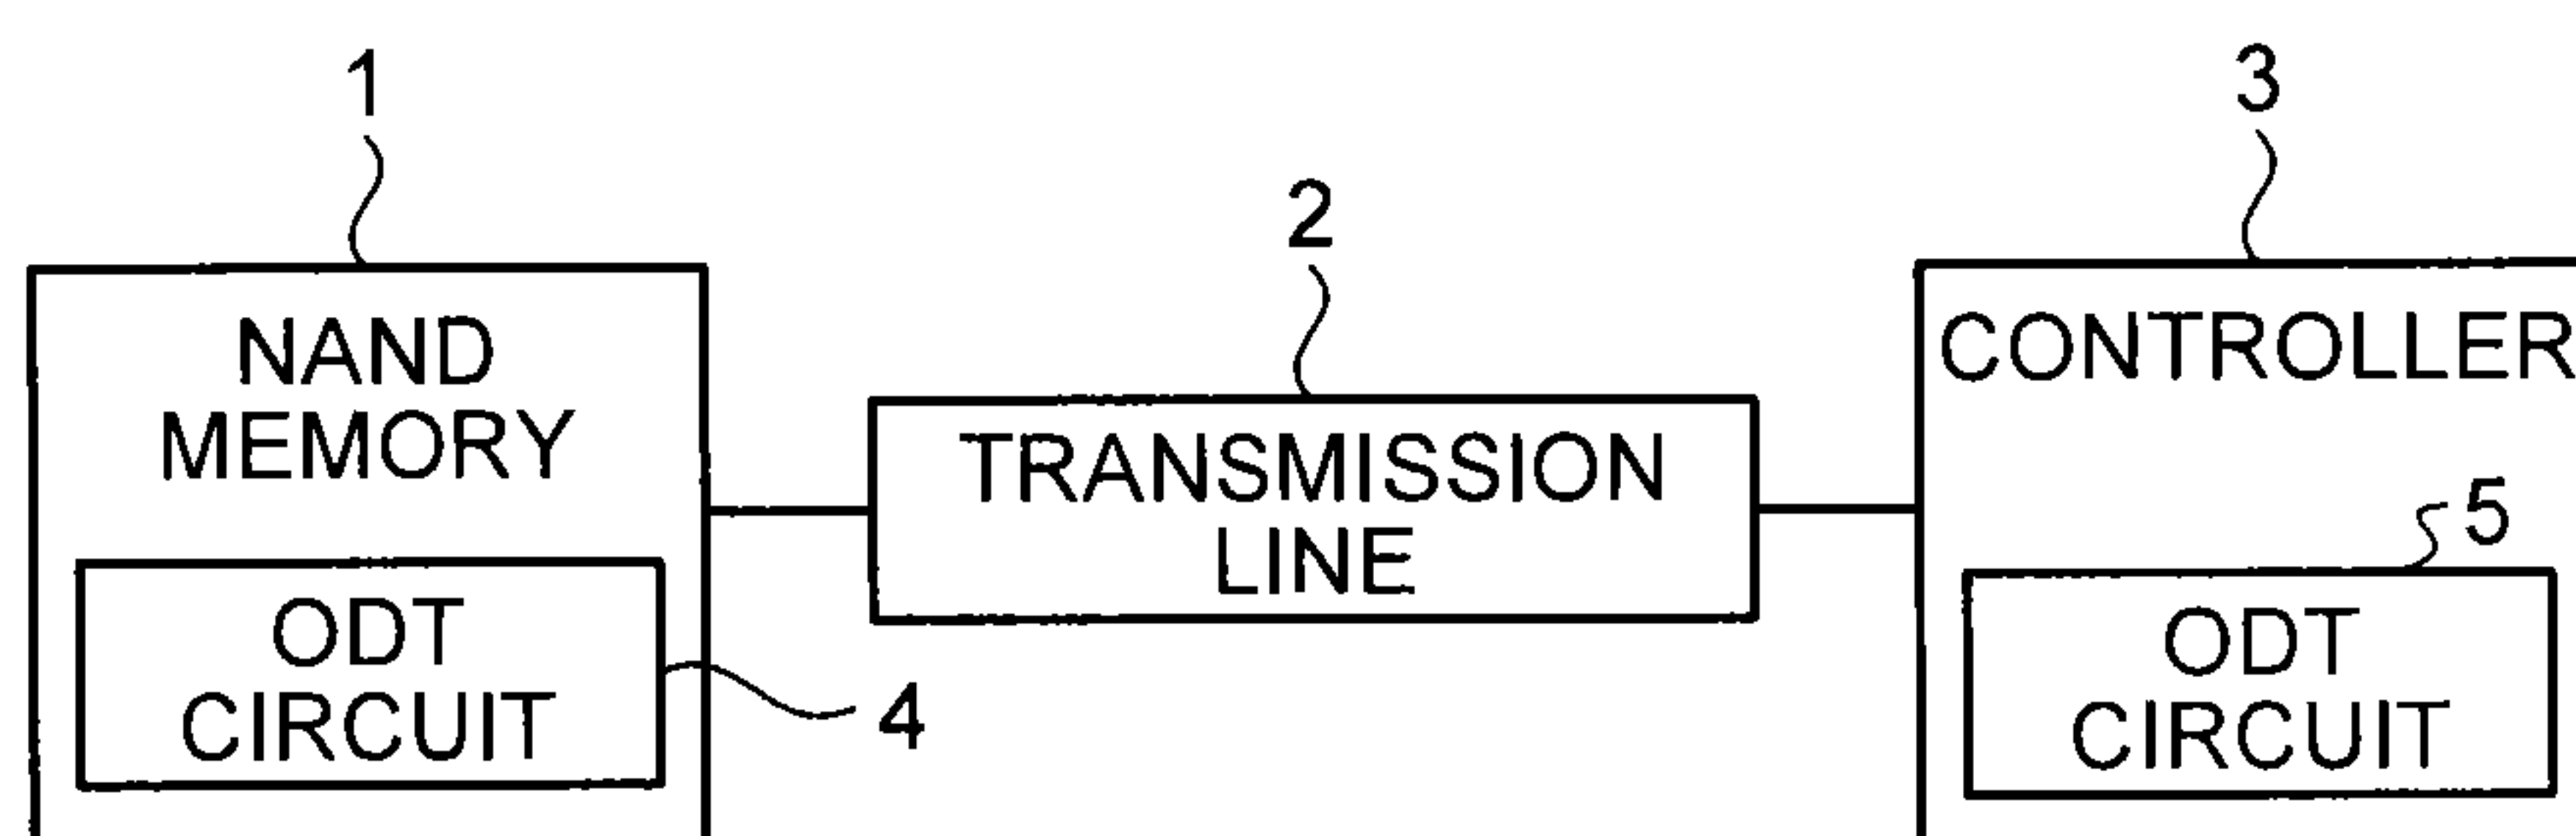 1
3
2
NAND
MEMORY
CONTROLLER
TRANSMISSION
LINE
5
ODT
CIRCUIT
ODT
CIRCUIT
4